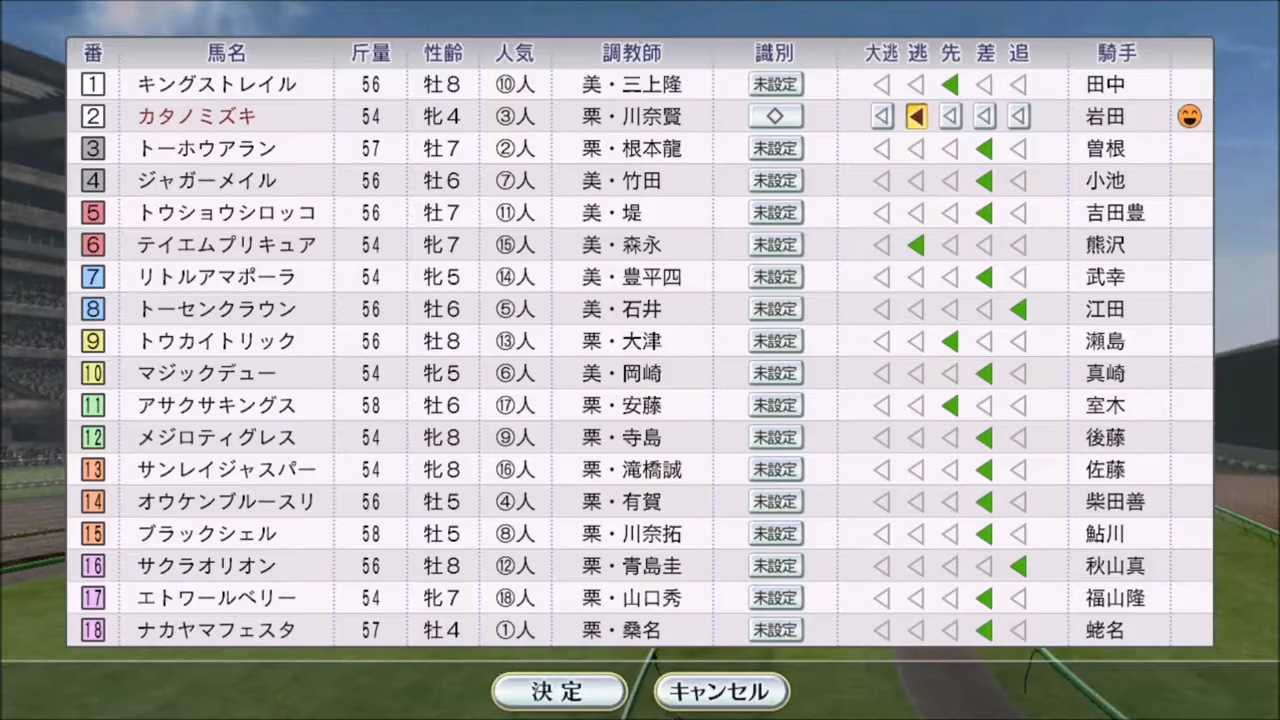 番 馬名 斤量 性齢 人気 調教師 識別 大逃 逃 先 差 追 騎手
1 キングストレイル 56 牡8 ⑩人 美・三上隆 未設定 田中
2 カタノミズキ 54 牝4 ③人 栗・川奈賢 ◇ 岩田
3 トーホウアラン 57 牡7 ②人 栗・根本龍 未設定 曽根
4 ジャガーメイル 56 牡6 ⑦人 美・竹田 未設定 小池
5 トウショウシロッコ 56 牡7 ⑪人 美・堤 未設定 吉田豊
6 テイエムプリキュア 54 牝7 ⑮人 美・森永 未設定 熊沢
7 リトルアマポーラ 54 牝5 ⑭人 美・豊平四 未設定 武幸
8 トーセンクラウン 56 牡6 ⑤人 美・石井 未設定 江田
9 トウカイトリック 56 牡8 ⑬人 栗・大津 未設定 瀬島
10 マジックデュー 54 牝5 ⑥人 美・岡崎 未設定 真崎
11 アサクサキングス 58 牡6 ⑰人 栗・安藤 未設定 室木
12 メジロティグレス 54 牝8 ⑨人 栗・寺島 未設定 後藤
13 サンレイジャスパー 54 牝8 ⑯人 栗・滝橋誠 未設定 佐藤
14 オウケンブルースリ 56 牡5 ④人 栗・有賀 未設定 柴田善
15 ブラックシェル 58 牡5 ⑧人 栗・川奈拓 未設定 鮎川
16 サクラオリオン 56 牡8 ⑫人 栗・青島圭 未設定 秋山真
17 エトワールベリー 54 牝7 ⑱人 栗・山口秀 未設定 福山隆
18 ナカヤマフェスタ 57 牡4 ①人 栗・桑名 未設定 蛯名
決定 キャンセル